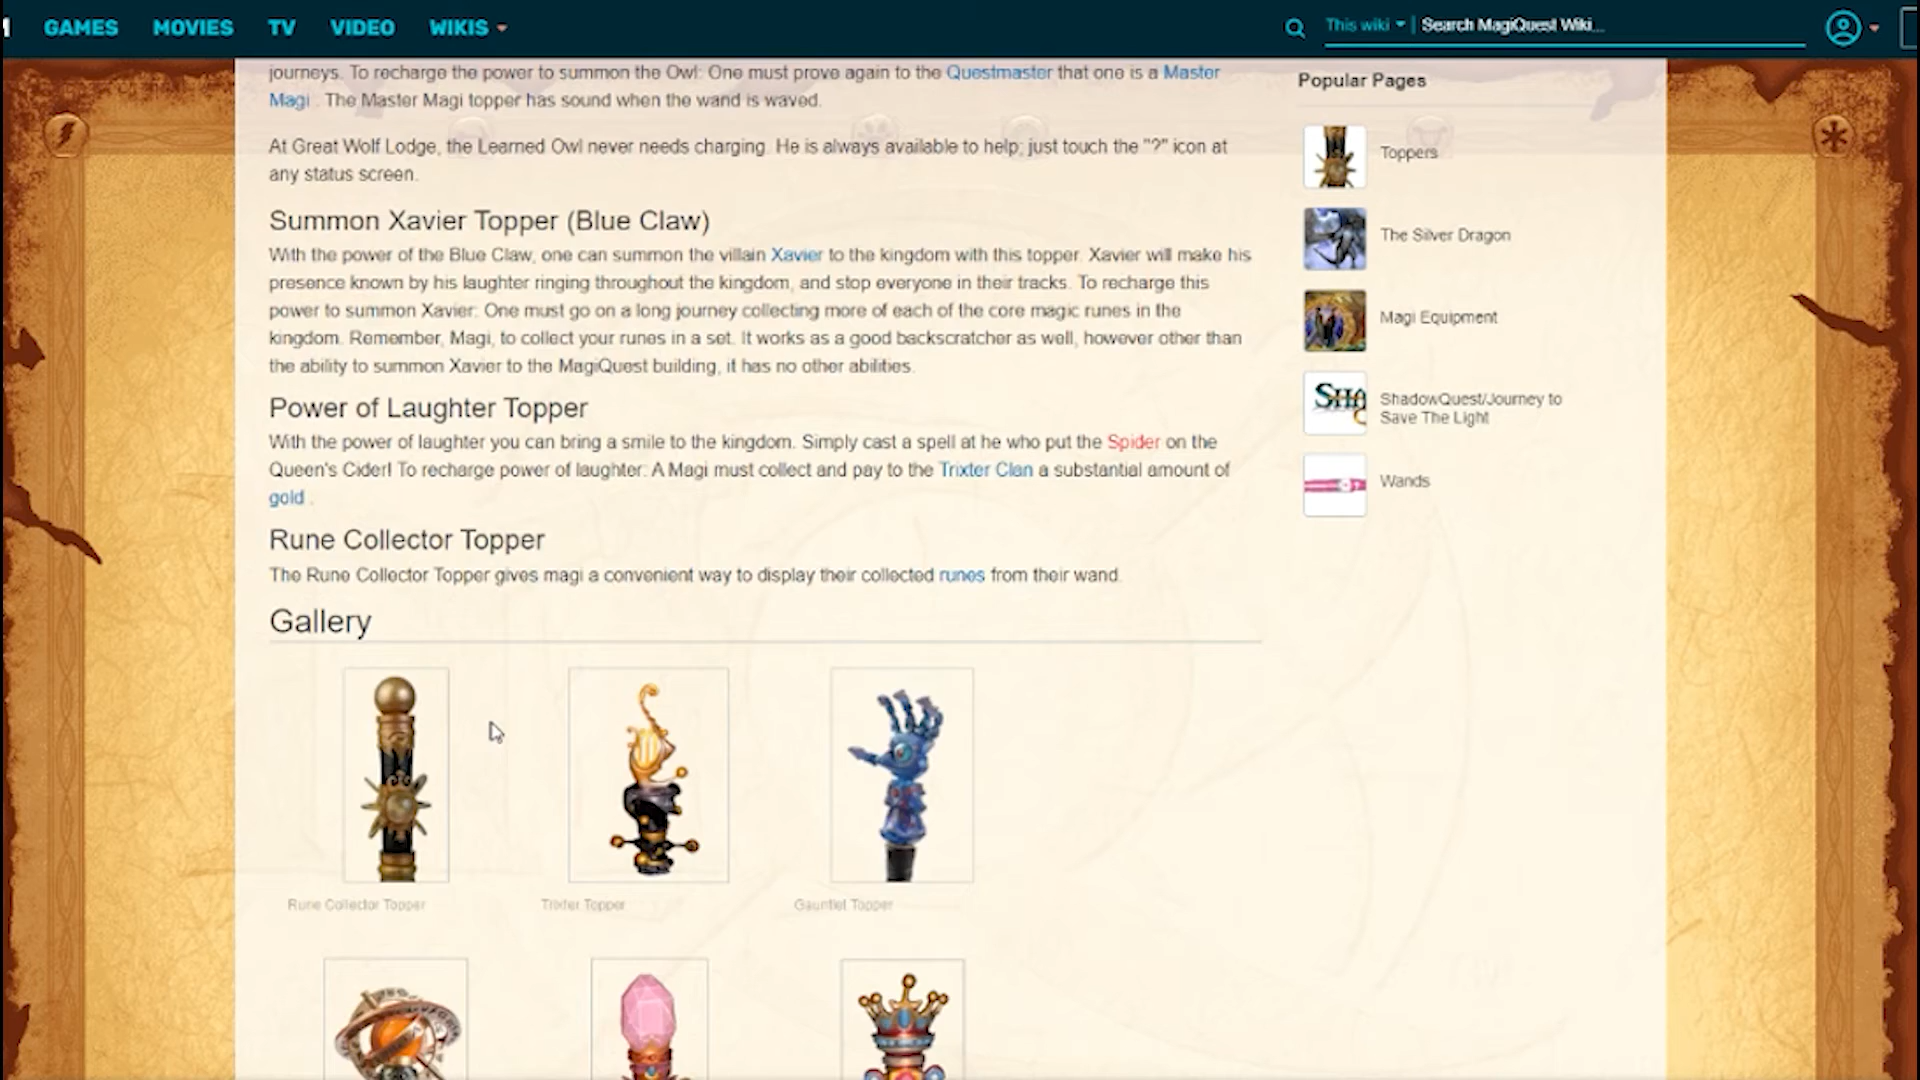 GAMES MOVIES TV VIDEO WIKIS
This wiki | Search MagiQuest Wiki...
journeys. To recharge the power to summon the Owl: One must prove again to the Questmaster that one is a Master
Magi . The Master Magi topper has sound when the wand is waved.
At Great Wolf Lodge, the Learned Owl never needs charging. He is always available to help; just touch the "?" icon at
any status screen.
Summon Xavier Topper (Blue Claw)
With the power of the Blue Claw, one can summon the villain Xavier to the kingdom with this topper. Xavier will make his
presence known by his laughter ringing throughout the kingdom, and stop everyone in their tracks. To recharge this
power to summon Xavier: One must go on a long journey collecting more of each of the core magic runes in the
kingdom. Remember, Magi, to collect your runes in a set. It works as a good backscratcher as well, however other than
the ability to summon Xavier to the MagiQuest building, it has no other abilities.
Power of Laughter Topper
With the power of laughter you can bring a smile to the kingdom. Simply cast a spell at he who put the Spider on the
Queen's Cider! To recharge power of laughter: A Magi must collect and pay to the Trixter Clan a substantial amount of
gold .
Rune Collector Topper
The Rune Collector Topper gives magi a convenient way to display their collected runes from their wand.
Gallery
Rune Collector Topper
Trixter Topper
Gauntlet Topper
Popular Pages
Toppers
The Silver Dragon
Magi Equipment
SHA
ShadowQuest/Journey to
Save The Light
Wands